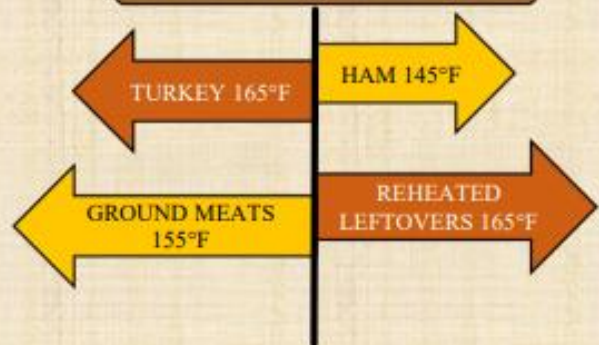 TURKEY 165°F
HAM 145°F
GROUND MEATS
155°F
REHEATED
LEFTOVERS 165°F